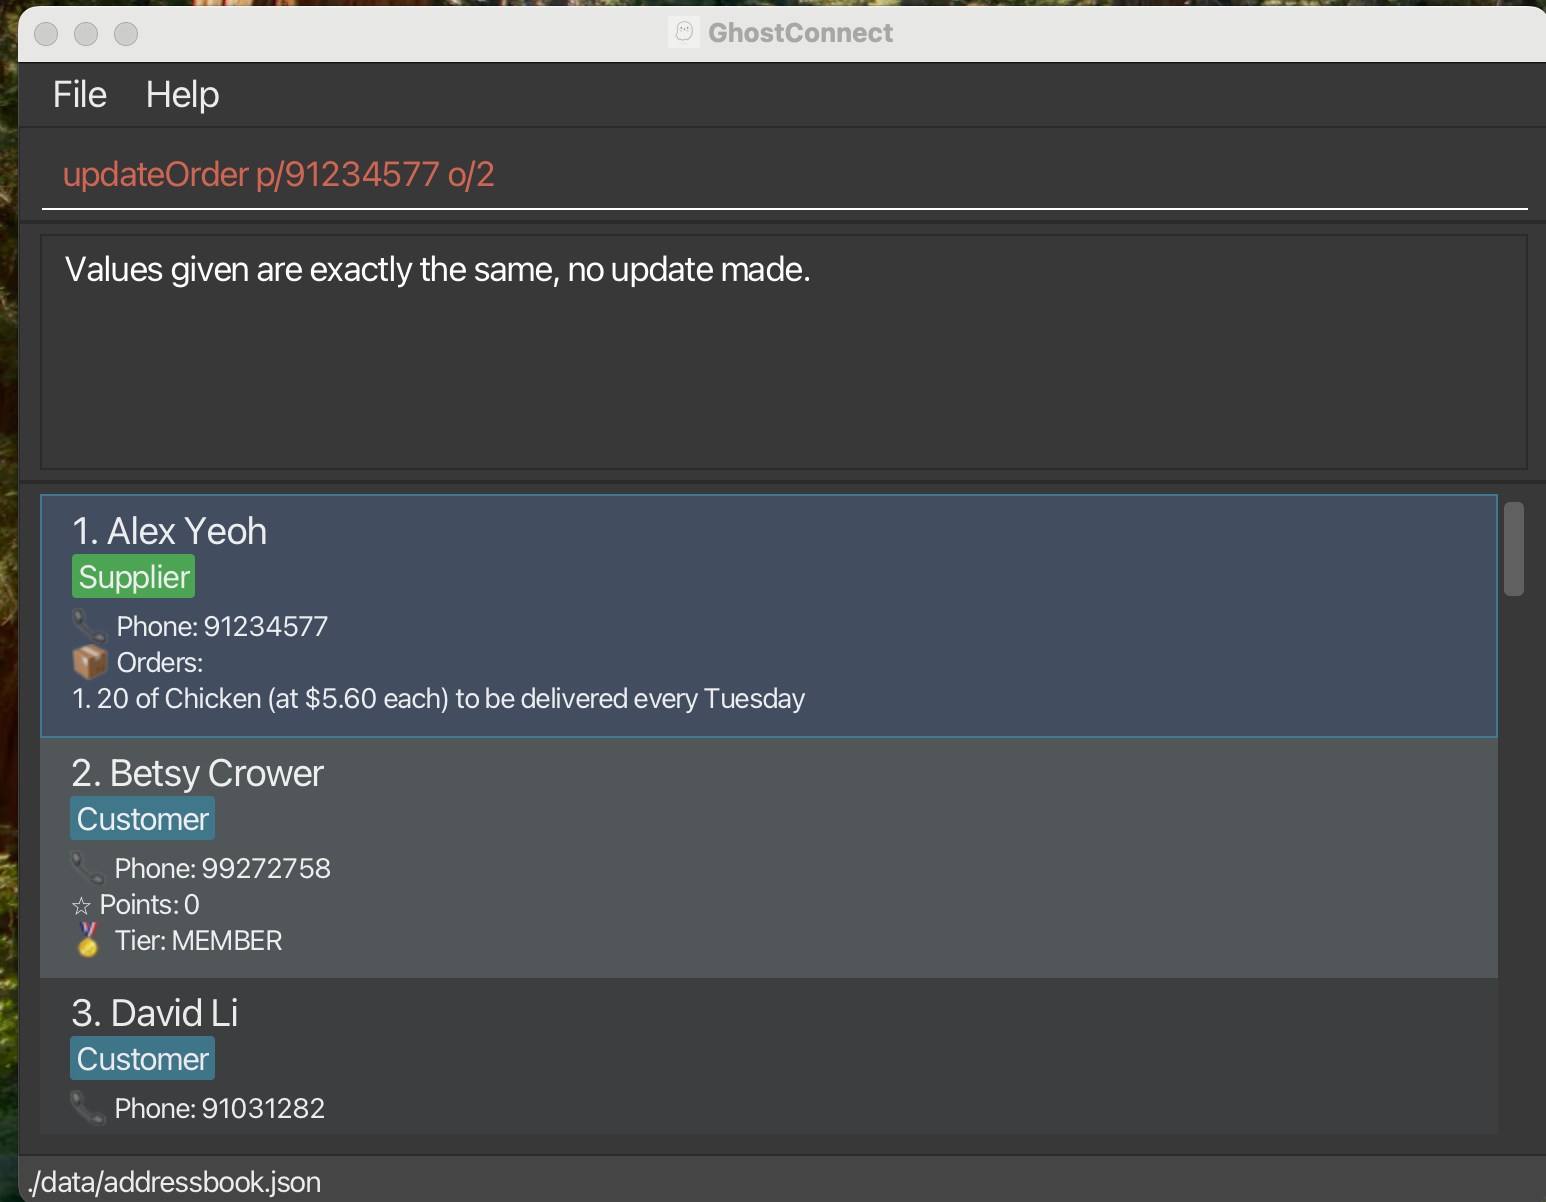 GhostConnect
File Help
updateOrder p/91234577 o/2
Values given are exactly the same, no update made.
1. Alex Yeoh
Supplier
Phone: 91234577
Orders:
1. 20 of Chicken (at $5.60 each) to be delivered every Tuesday
2. Betsy Crower
Customer
Phone: 99272758
☆ Points: 0
Tier: MEMBER
3. David Li
Customer
Phone: 91031282
./data/addressbook.json